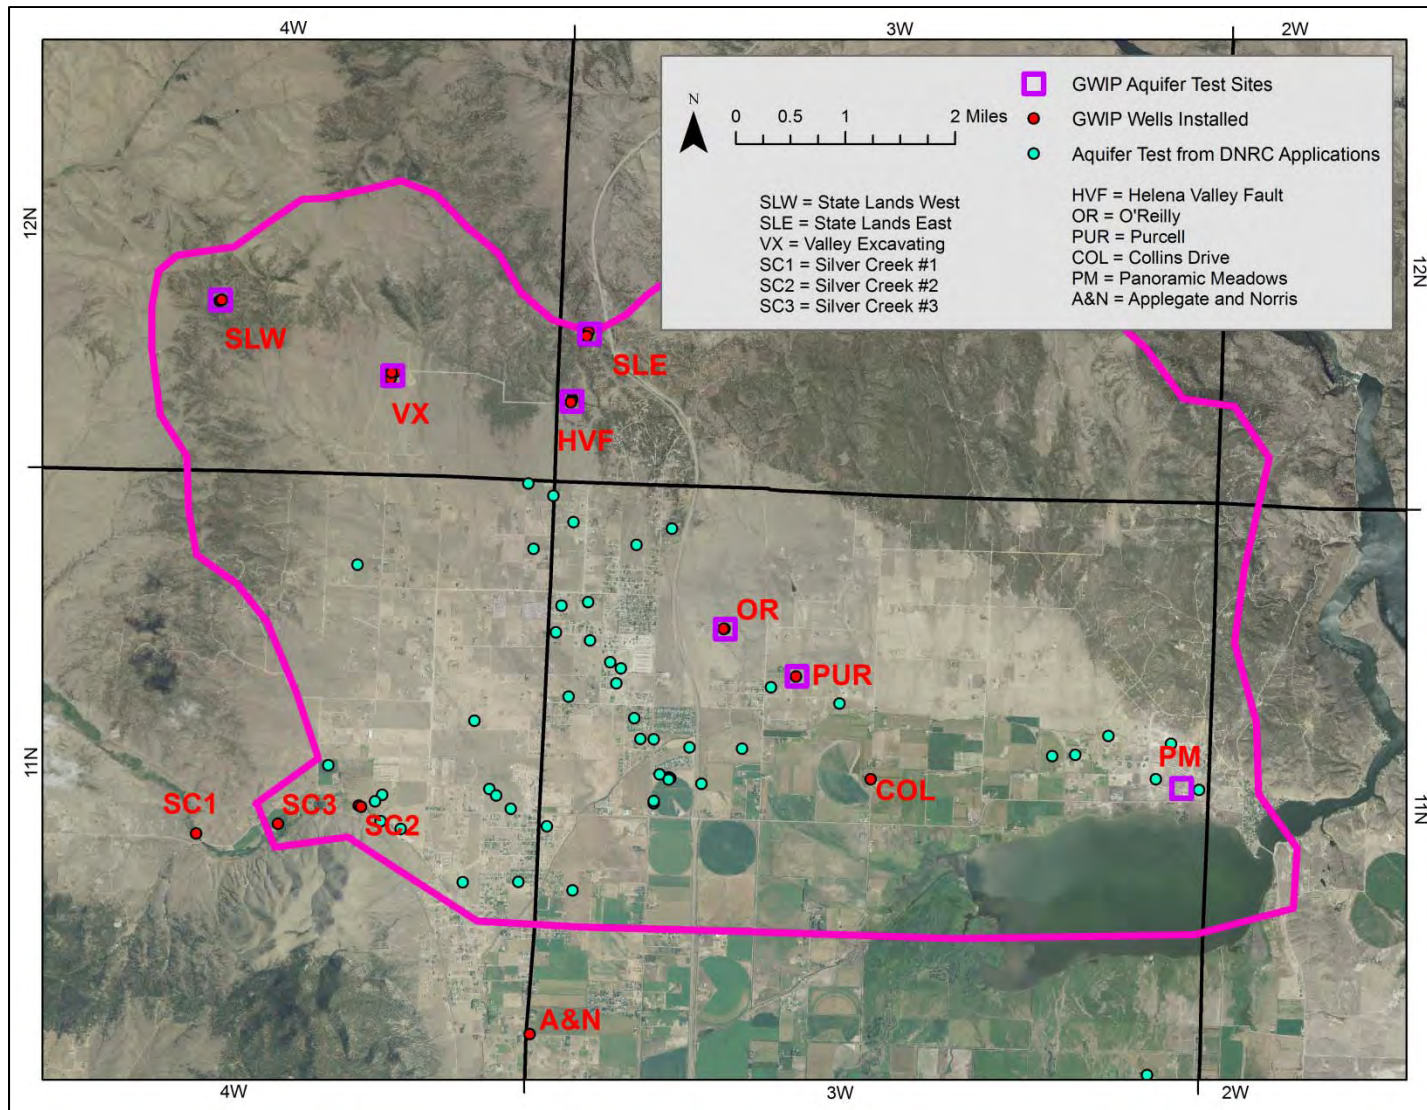 4W 3W 2W
GWIP Aquifer Test Sites
N
0 0.5 1 2 Miles
GWIP Wells Installed
Aquifer Test from DNRC Applications
SLW = State Lands West
SLE = State Lands East
VX = Valley Excavating
SC1 = Silver Creek #1
SC2 = Silver Creek #2
SC3 = Silver Creek #3
HVF = Helena Valley Fault
OR = O'Reilly
PUR = Purcell
COL = Collins Drive
PM = Panoramic Meadows
A&N = Applegate and Norris
12N
12N
SLW
SLE
VX
HVF
OR
PUR
11N
PM
COL
SC1
SC3
SC2
11N
A&N
4W 3W 2W